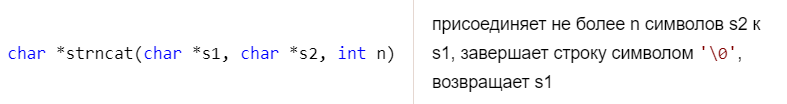 char *strncat(char *s1, char *s2, int n)
присоединяет не более n символов s2 к
s1, завершает строку символом '\0',
возвращает s1